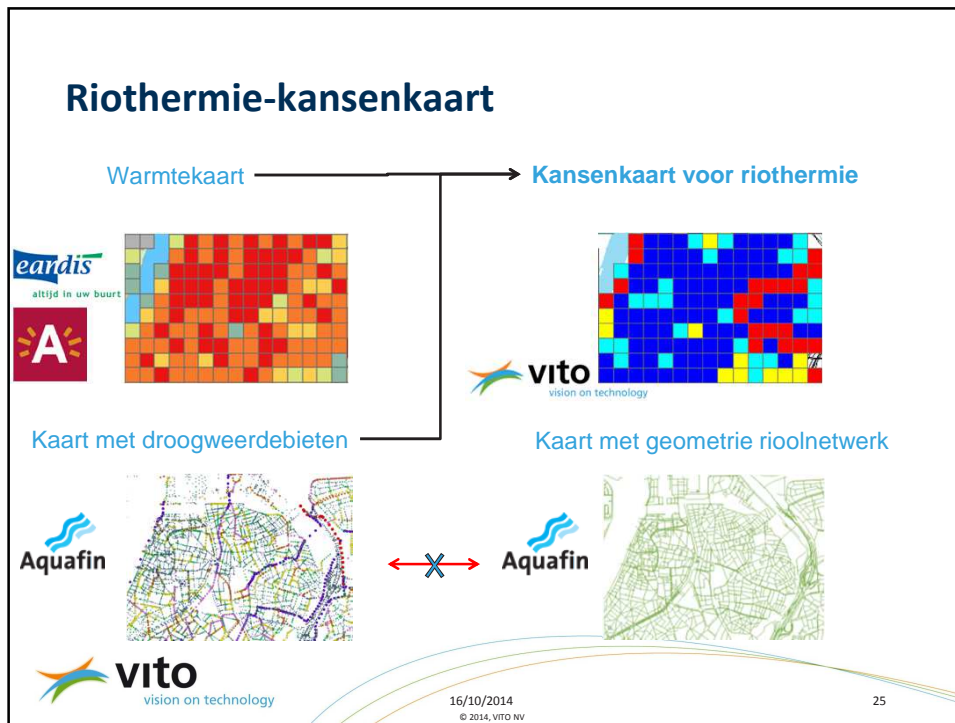 Riothermie-kansenkaart
Warmtekaart
Kansenkaart voor riothermie
eandis
altijd in uw buurt
A
vito
vision on technology
Kaart met droogweerdebieten
Kaart met geometrie rioolnetwerk
Aquafin
Aquafin
vito
vision on technology
16/10/2014
25
© 2014, VITO NV